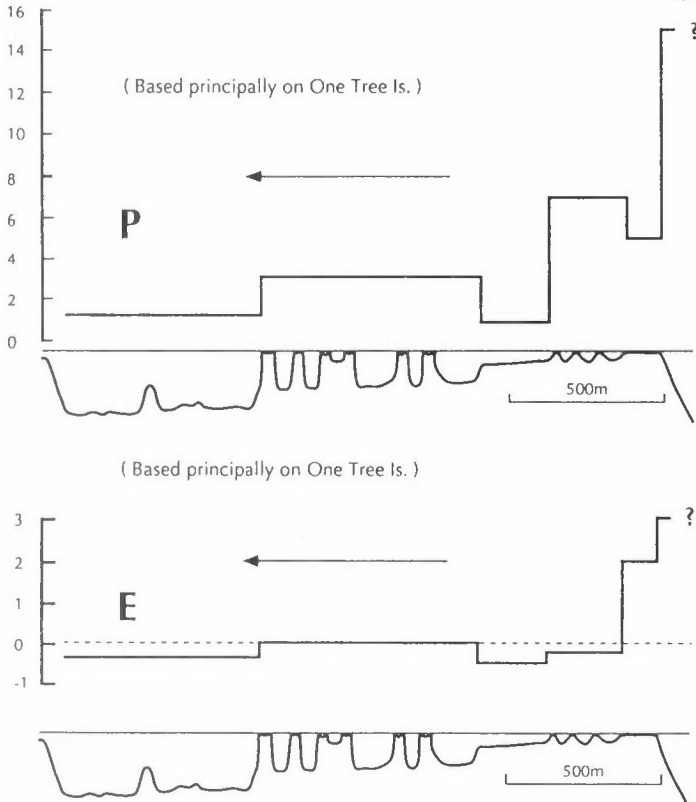 16
14
12
10
8
6
4
2
0
?
( Based principally on One Tree Is. )
P
500m
( Based principally on One Tree Is. )
3
2
1
0
-1
?
E
500m